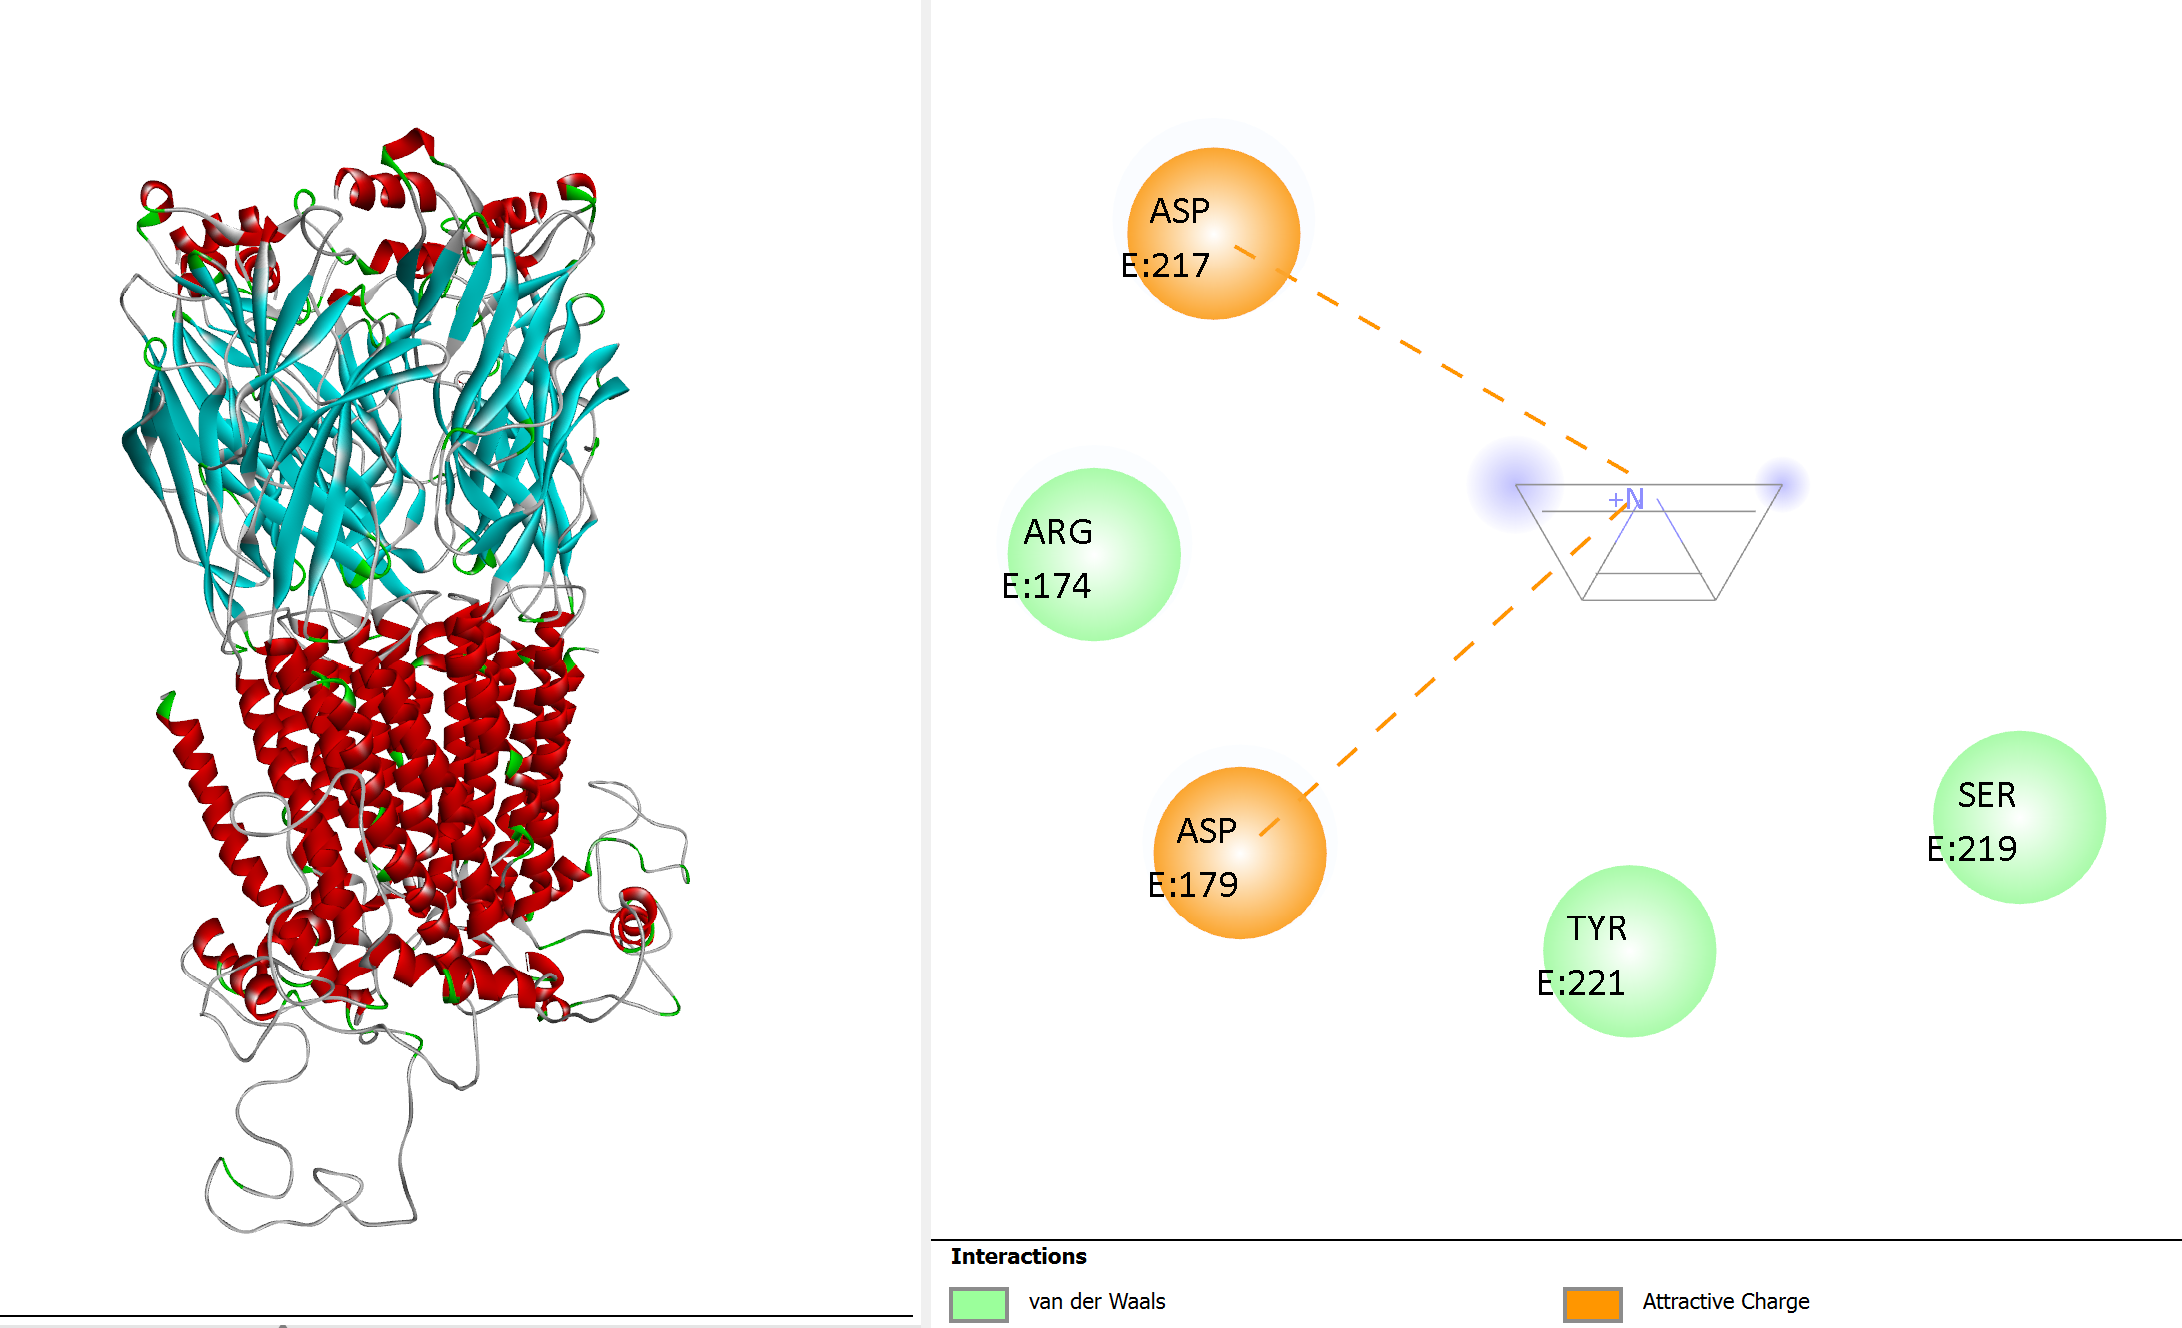 ASP
E:217
+N
ARG
E:174
SER
E:219
ASP
E:179
TYR
E:221
Interactions
van der Waals
Attractive Charge